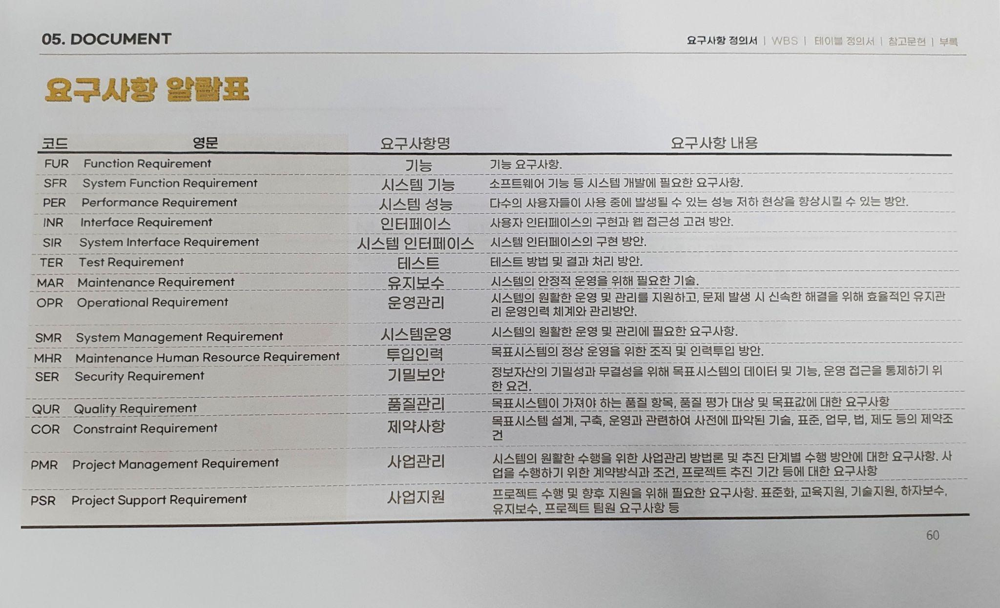 05. DOCUMENT
요구사항 정의서 | WBS | 테이블 정의서 | 참고문헌 | 부록
요구사항 알람표
코드 영문 요구사항명 요구사항 내용
FUR Function Requirement 기능 기능 요구사항.
SFR System Function Requirement 시스템 기능 소프트웨어 기능 등 시스템 개발에 필요한 요구사항.
PER Performance Requirement 시스템 성능 다수의 사용자들이 사용 중에 발생될 수 있는 성능 저하 현상을 향상시킬 수 있는 방안.
INR Interface Requirement 인터페이스 사용자 인터페이스의 구현과 웹 접근성 고려 방안.
SIR System Interface Requirement 시스템 인터페이스 시스템 인터페이스의 구현 방안.
TER Test Requirement 테스트 테스트 방법 및 결과 처리 방안.
MAR Maintenance Requirement 유지보수 시스템의 안정적 운영을 위해 필요한 기술.
OPR Operational Requirement 운영관리 시스템의 원활한 운영 및 관리를 지원하고, 문제 발생 시 신속한 해결을 위해 효율적인 유지관
리 운영인력 체계와 관리방안.
SMR System Management Requirement 시스템운영 시스템의 원활한 운영 및 관리에 필요한 요구사항.
MHR Maintenance Human Resource Requirement 투입인력 목표시스템의 정상 운영을 위한 조직 및 인력투입 방안.
SER Security Requirement 기밀보안 정보자산의 기밀성과 무결성을 위해 목표시스템의 데이터 및 기능, 운영 접근을 통제하기 위
한 요건.
QUR Quality Requirement 품질관리 목표시스템이 가져야 하는 품질 항목, 품질 평가 대상 및 목표값에 대한 요구사항
COR Constraint Requirement 제약사항 목표시스템 설계, 구축, 운영과 관련하여 사전에 파악된 기술, 표준, 업무, 법, 제도 등의 제약조
건
PMR Project Management Requirement 사업관리 시스템의 원활한 수행을 위한 사업관리 방법론 및 추진 단계별 수행 방안에 대한 요구사항. 사
업을 수행하기 위한 계약방식과 조건, 프로젝트 추진 기간 등에 대한 요구사항
PSR Project Support Requirement 사업지원 프로젝트 수행 및 향후 지원을 위해 필요한 요구사항. 표준화, 교육지원, 기술지원, 하자보수,
유지보수, 프로젝트 팀원 요구사항 등
60